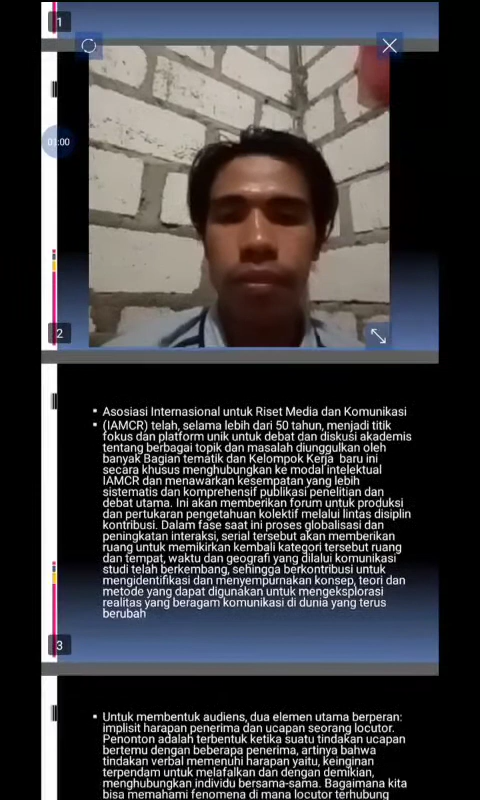 1
01:00
2
▪ Asosiasi Internasional untuk Riset Media dan Komunikasi
▪ (IAMCR) telah, selama lebih dari 50 tahun, menjadi titik
fokus dan platform unik untuk debat dan diskusi akademis
tentang berbagai topik dan masalah diunggulkan oleh
banyak Bagian tematik dan Kelompok Kerja baru ini
secara khusus menghubungkan ke modal intelektual
IAMCR dan menawarkan kesempatan yang lebih
sistematis dan komprehensif publikasi penelitian dan
debat utama. Ini akan memberikan forum untuk produksi
dan pertukaran pengetahuan kolektif melalui lintas disiplin
kontribusi. Dalam fase saat ini proses globalisasi dan
peningkatan interaksi, serial tersebut akan memberikan
ruang untuk memikirkan kembali kategori tersebut ruang
dan tempat, waktu dan geografi yang dilalui komunikasi
studi telah berkembang, sehingga berkontribusi untuk
mengidentifikasi dan menyempurnakan konsep, teori dan
metode yang dapat digunakan untuk mengeksplorasi
realitas yang beragam komunikasi di dunia yang terus
berubah
3
▪ Untuk membentuk audiens, dua elemen utama berperan:
implisit harapan penerima dan ucapan seorang locutor.
Penonton adalah terbentuk ketika suatu tindakan ucapan
bertemu dengan beberapa penerima, artinya bahwa
tindakan verbal memenuhi harapan yaitu, keinginan
terpendam untuk melafalkan dan dengan demikian,
menghubungkan individu bersama-sama. Bagaimana kita
bisa memahami fenomena di mana locutor terhubung